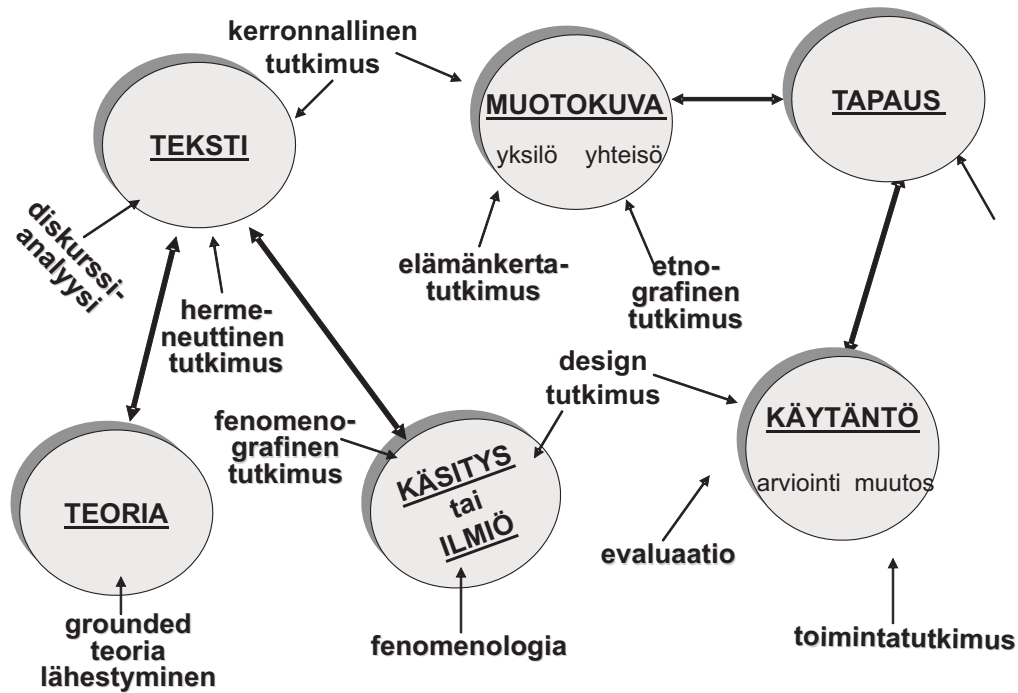 kerronnallinen
tutkimus
TEKSTI
MUOTOKUVA
yksilö yhteisö
TAPAUS
diskurssi-
analyysi
herme-
neuttinen
tutkimus
elämänkerta-
tutkimus
etno-
grafinen
tutkimus
design
tutkimus
fenomeno-
grafinen
tutkimus
KÄSITYS
tai
ILMIÖ
KÄYTÄNTÖ
arviointi muutos
TEORIA
evaluaatio
grounded
teoria
lähestyminen
fenomenologia
toimintatutkimus